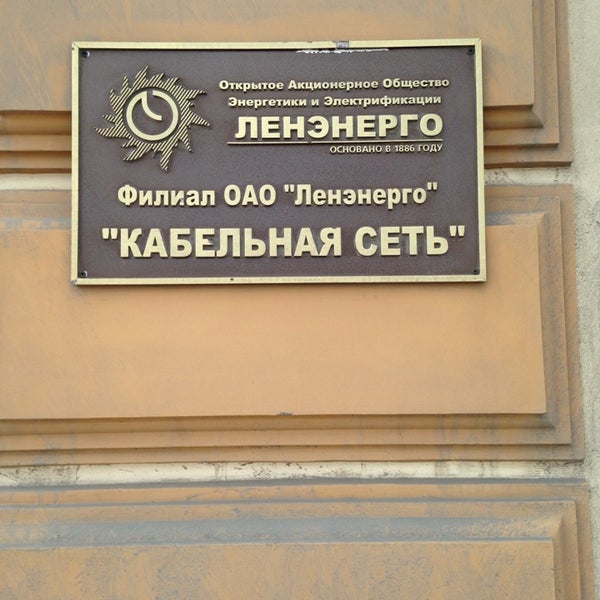 Открытое Акционерное Общество
Энергетики и Электрификации
ЛЕНЭНЕРГО
ОСНОВАНО В 1886 ГОДУ
Филиал ОАО "Ленэнерго"
"КАБЕЛЬНАЯ СЕТЬ"